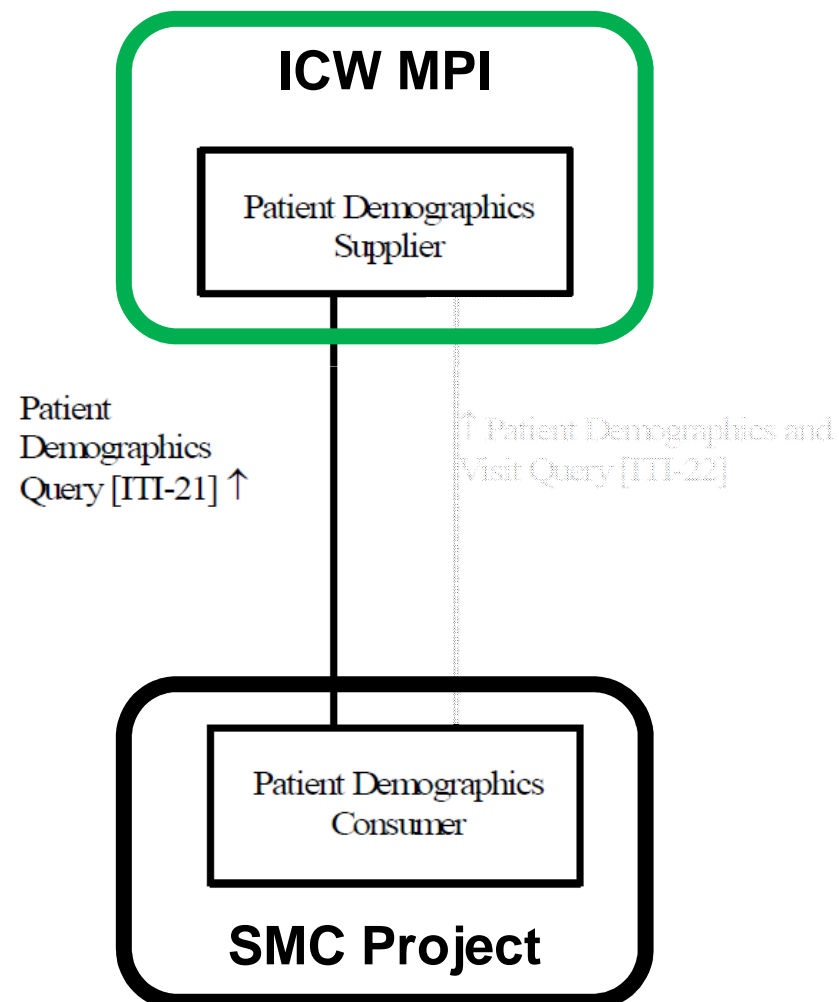 ICW MPI
Patient Demographics
Supplier
Patient
Demographics
Query [ITI-21] ↑
↑ Patient Demographics and
Visit Query [ITI-22]
Patient Demographics
Consumer
SMC Project